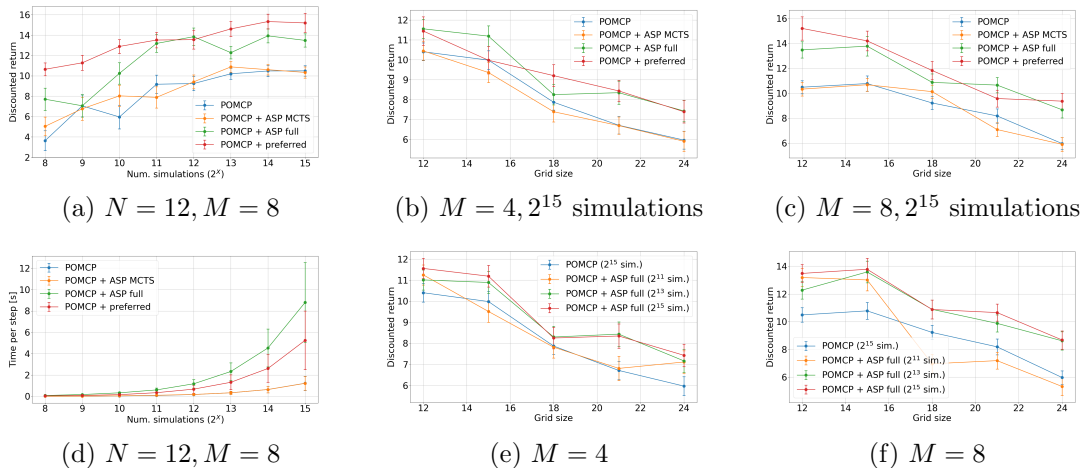 Discounted return
14
12
10
8
6
4
2
16
POMCP
POMCP + ASP MCTS
POMCP + ASP full
POMCP + preferred
8 9 10 11 12 13 14 15
Num. simulations (2^x)
(a) N = 12, M = 8
Discounted return
12
11
10
9
8
7
6
POMCP
POMCP + ASP MCTS
POMCP + ASP full
POMCP + preferred
12 14 16 18 20 22 24
Grid size
(b) M = 4, 2^15 simulations
Discounted return
16
14
12
10
8
6
POMCP
POMCP + ASP MCTS
POMCP + ASP full
POMCP + preferred
12 14 16 18 20 22 24
Grid size
(c) M = 8, 2^15 simulations
Time per step [s]
12
10
8
6
4
2
0
POMCP
POMCP + ASP MCTS
POMCP + ASP full
POMCP + preferred
8 9 10 11 12 13 14 15
Num. simulations (2^x)
(d) N = 12, M = 8
Discounted return
12
11
10
9
8
7
6
POMCP (2^15 sim.)
POMCP + ASP full (2^11 sim.)
POMCP + ASP full (2^13 sim.)
POMCP + ASP full (2^15 sim.)
12 14 16 18 20 22 24
Grid size
(e) M = 4
Discounted return
14
12
10
8
6
POMCP (2^15 sim.)
POMCP + ASP full (2^11 sim.)
POMCP + ASP full (2^13 sim.)
POMCP + ASP full (2^15 sim.)
12 14 16 18 20 22 24
Grid size
(f) M = 8